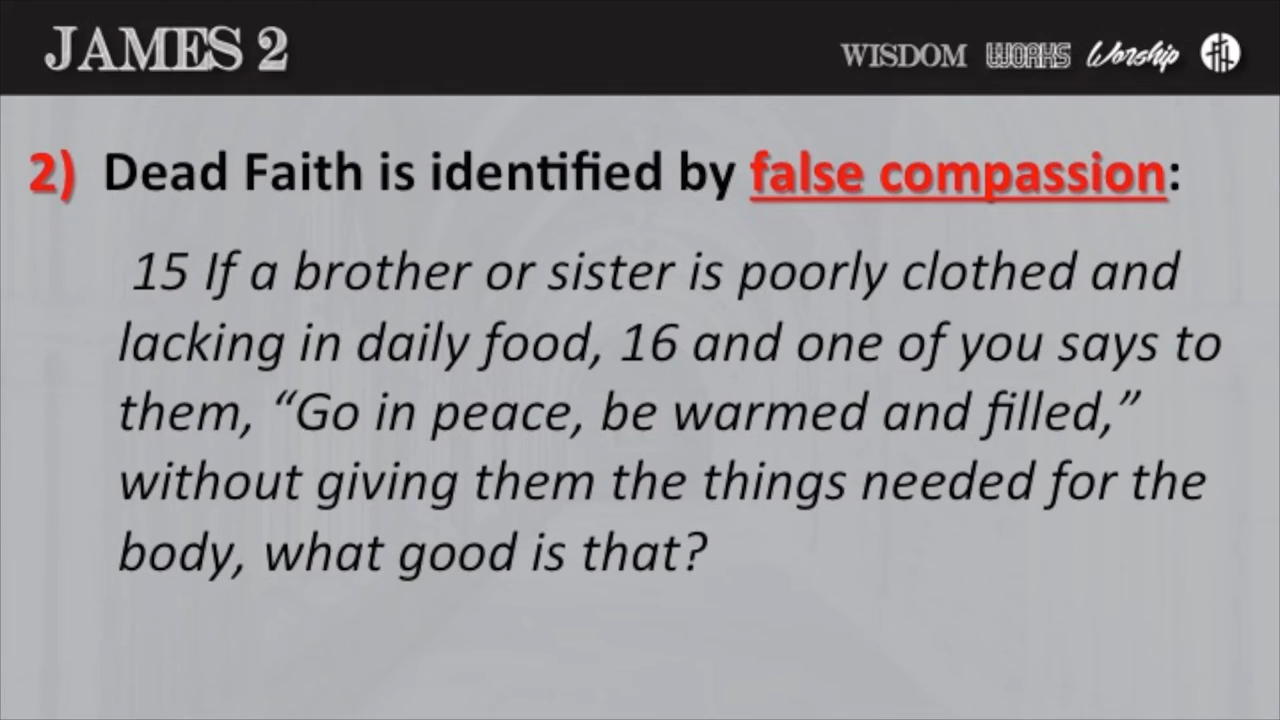 JAMES 2
WISDOM WORKS Worship
2) Dead Faith is identified by false compassion:
15 If a brother or sister is poorly clothed and
lacking in daily food, 16 and one of you says to
them, “Go in peace, be warmed and filled,”
without giving them the things needed for the
body, what good is that?